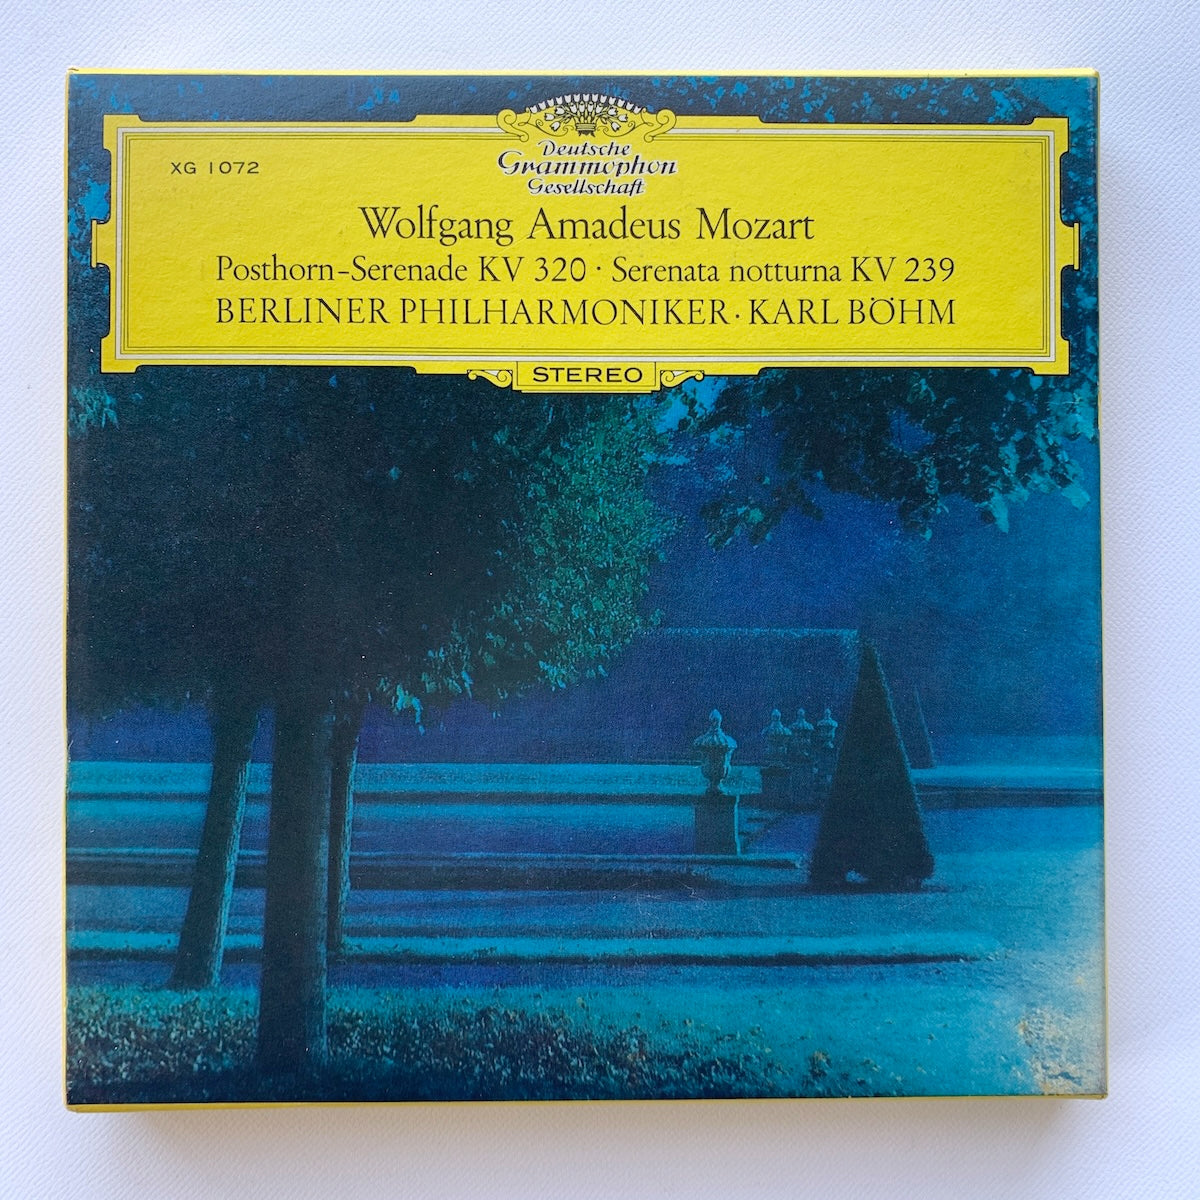 XG 1072
Deutsche
Grammophon
Gesellschaft
Wolfgang Amadeus Mozart
Posthorn-Serenade KV 320 · Serenata notturna KV 239
BERLINER PHILHARMONIKER · KARL BÖHM
STEREO